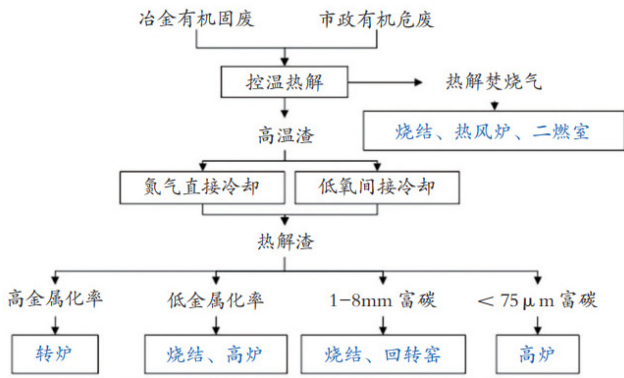 冶金有机固废 市政有机危废
控温热解 热解焚烧气
烧结、热风炉、二燃室
高温渣
氮气直接冷却 低氧间接冷却
热解渣
高金属化率 低金属化率 1-8mm 富碳 < 75μm 富碳
转炉 烧结、高炉 烧结、回转窑 高炉